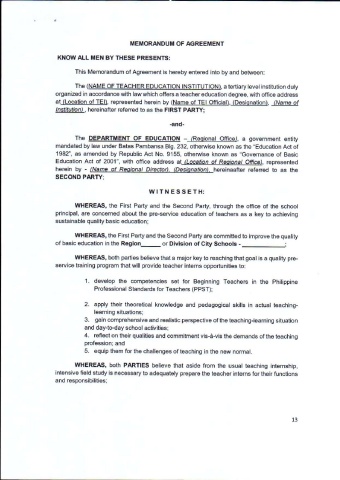 MEMORANDUM OF AGREEMENT
KNOW ALL MEN BY THESE PRESENTS:
This Memorandum of Agreement is hereby entered into by and between:
The (NAME OF TEACHER EDUCATION INSTITUTION), a tertiary level institution duly
organized in accordance with law which offers a teacher education degree, with office address
at (Location of TEI), represented herein by (Name of TEI Official), (Designation), (Name of
Institution) , hereinafter referred to as the FIRST PARTY;
-and-
The DEPARTMENT OF EDUCATION – (Regional Office), a government entity
mandated by law under Batas Pambansa Blg. 232, otherwise known as the “Education Act of
1982”, as amended by Republic Act No. 9155, otherwise known as “Governance of Basic
Education Act of 2001”, with office address at (Location of Regional Office), represented
herein by - (Name of Regional Director), (Designation), hereinafter referred to as the
SECOND PARTY;
W I T N E S S E T H:
WHEREAS, the First Party and the Second Party, through the office of the school
principal, are concerned about the pre-service education of teachers as a key to achieving
sustainable quality basic education;
WHEREAS, the First Party and the Second Party are committed to improve the quality
of basic education in the Region______ or Division of City Schools - ____________;
WHEREAS, both parties believe that a major key to reaching that goal is a quality pre-
service training program that will provide teacher interns opportunities to:
1. develop the competencies set for Beginning Teachers in the Philippine
Professional Standards for Teachers (PPST);
2. apply their theoretical knowledge and pedagogical skills in actual teaching-
learning situations;
3. gain comprehensive and realistic perspective of the teaching-learning situation
and day-to-day school activities;
4. reflect on their qualities and commitment vis-à-vis the demands of the teaching
profession; and
5. equip them for the challenges of teaching in the new normal.
WHEREAS, both PARTIES believe that aside from the usual teaching internship,
intensive field study is necessary to adequately prepare the teacher interns for their functions
and responsibilities;
13